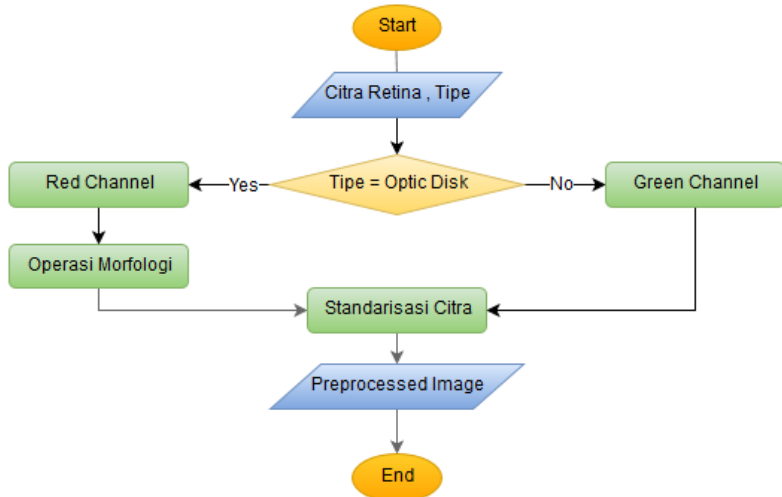 Start
Citra Retina , Tipe
Red Channel
Yes
Tipe = Optic Disk
No
Green Channel
Operasi Morfologi
Standarisasi Citra
Preprocessed Image
End